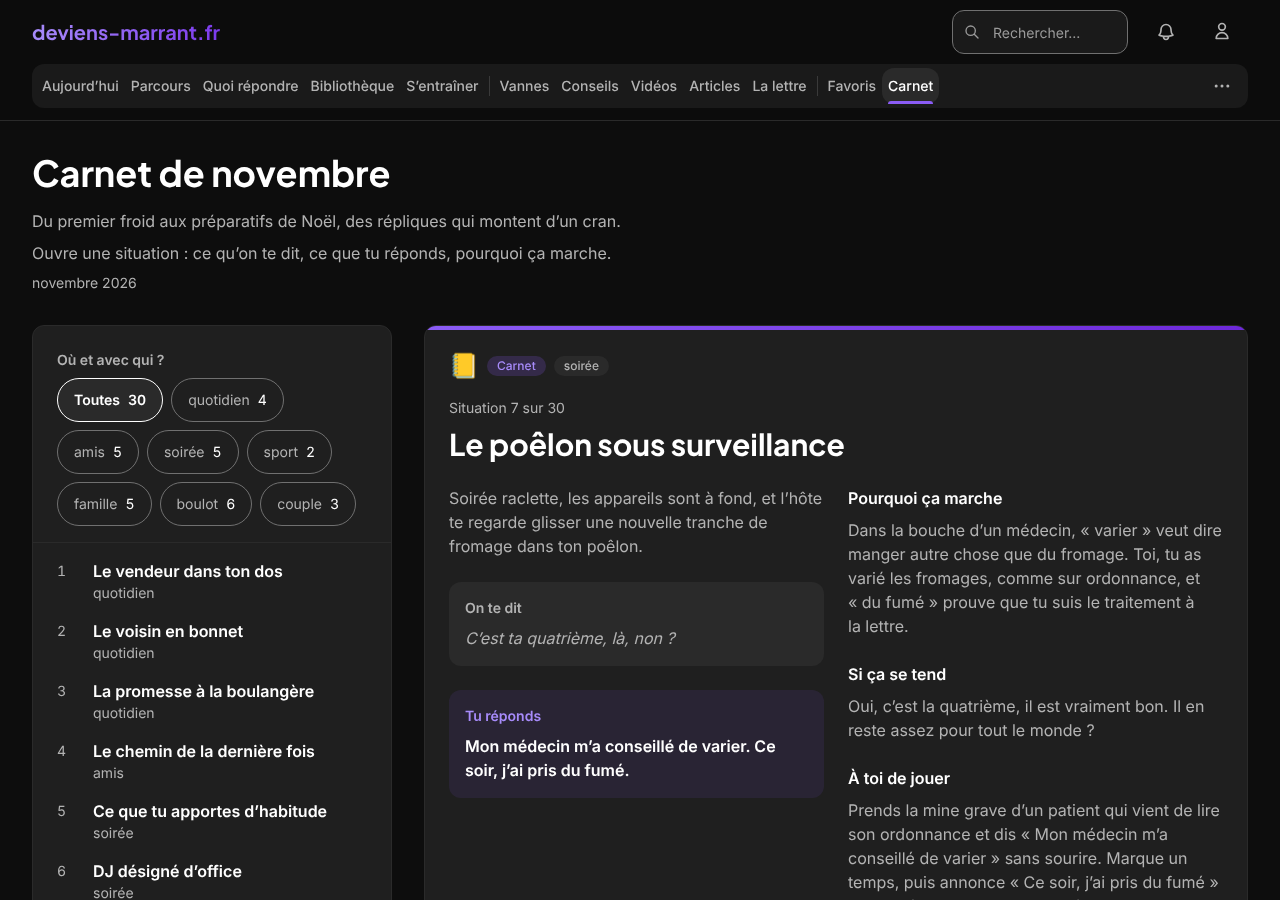 deviens-marrant.fr
Rechercher...
Aujourd’hui Parcours Quoi répondre Bibliothèque S’entraîner Vannes Conseils Vidéos Articles La lettre Favoris Carnet
Carnet de novembre
Du premier froid aux préparatifs de Noël, des répliques qui montent d’un cran.
Ouvre une situation : ce qu’on te dit, ce que tu réponds, pourquoi ça marche.
novembre 2026
Où et avec qui ?
Toutes 30 quotidien 4
amis 5 soirée 5 sport 2
famille 5 boulot 6 couple 3
1 Le vendeur dans ton dos
quotidien
2 Le voisin en bonnet
quotidien
3 La promesse à la boulangère
quotidien
4 Le chemin de la dernière fois
amis
5 Ce que tu apportes d’habitude
soirée
6 DJ désigné d’office
soirée
Carnet soirée
Situation 7 sur 30
Le poêlon sous surveillance
Soirée raclette, les appareils sont à fond, et l’hôte
te regarde glisser une nouvelle tranche de
fromage dans ton poêlon.
On te dit
C’est ta quatrième, là, non ?
Tu réponds
Mon médecin m’a conseillé de varier. Ce
soir, j’ai pris du fumé.
Pourquoi ça marche
Dans la bouche d’un médecin, « varier » veut dire
manger autre chose que du fromage. Toi, tu as
varié les fromages, comme sur ordonnance, et
« du fumé » prouve que tu suis le traitement à
la lettre.
Si ça se tend
Oui, c’est la quatrième, il est vraiment bon. Il en
reste assez pour tout le monde ?
À toi de jouer
Prends la mine grave d’un patient qui vient de lire
son ordonnance et dis « Mon médecin m’a
conseillé de varier » sans sourire. Marque un
temps, puis annonce « Ce soir, j’ai pris du fumé »